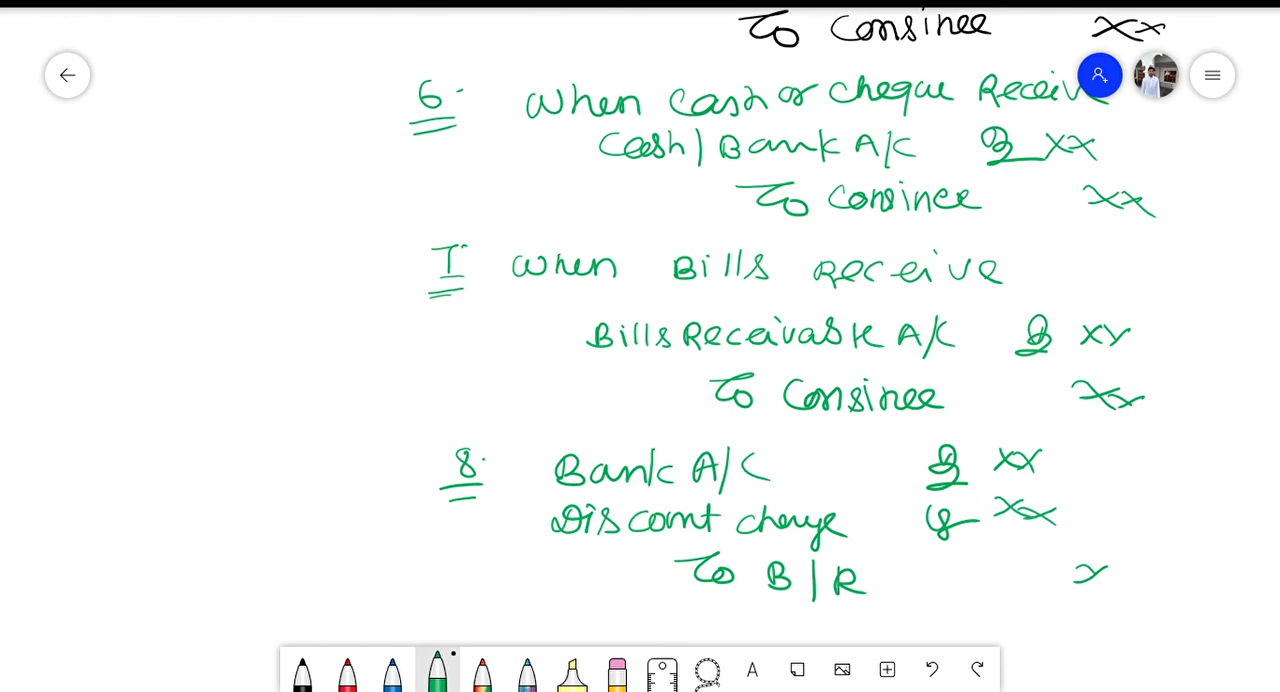 To Consinee xx
6. When Cash or Cheque Receive
Cash/Bank A/C Dr xx
To Consinee xx
7. When Bills Receive
Bills Receivable A/C Dr xx
To Consinee xx
8. Bank A/C Dr xx
Discount charge Dr xx
To B/R x
A